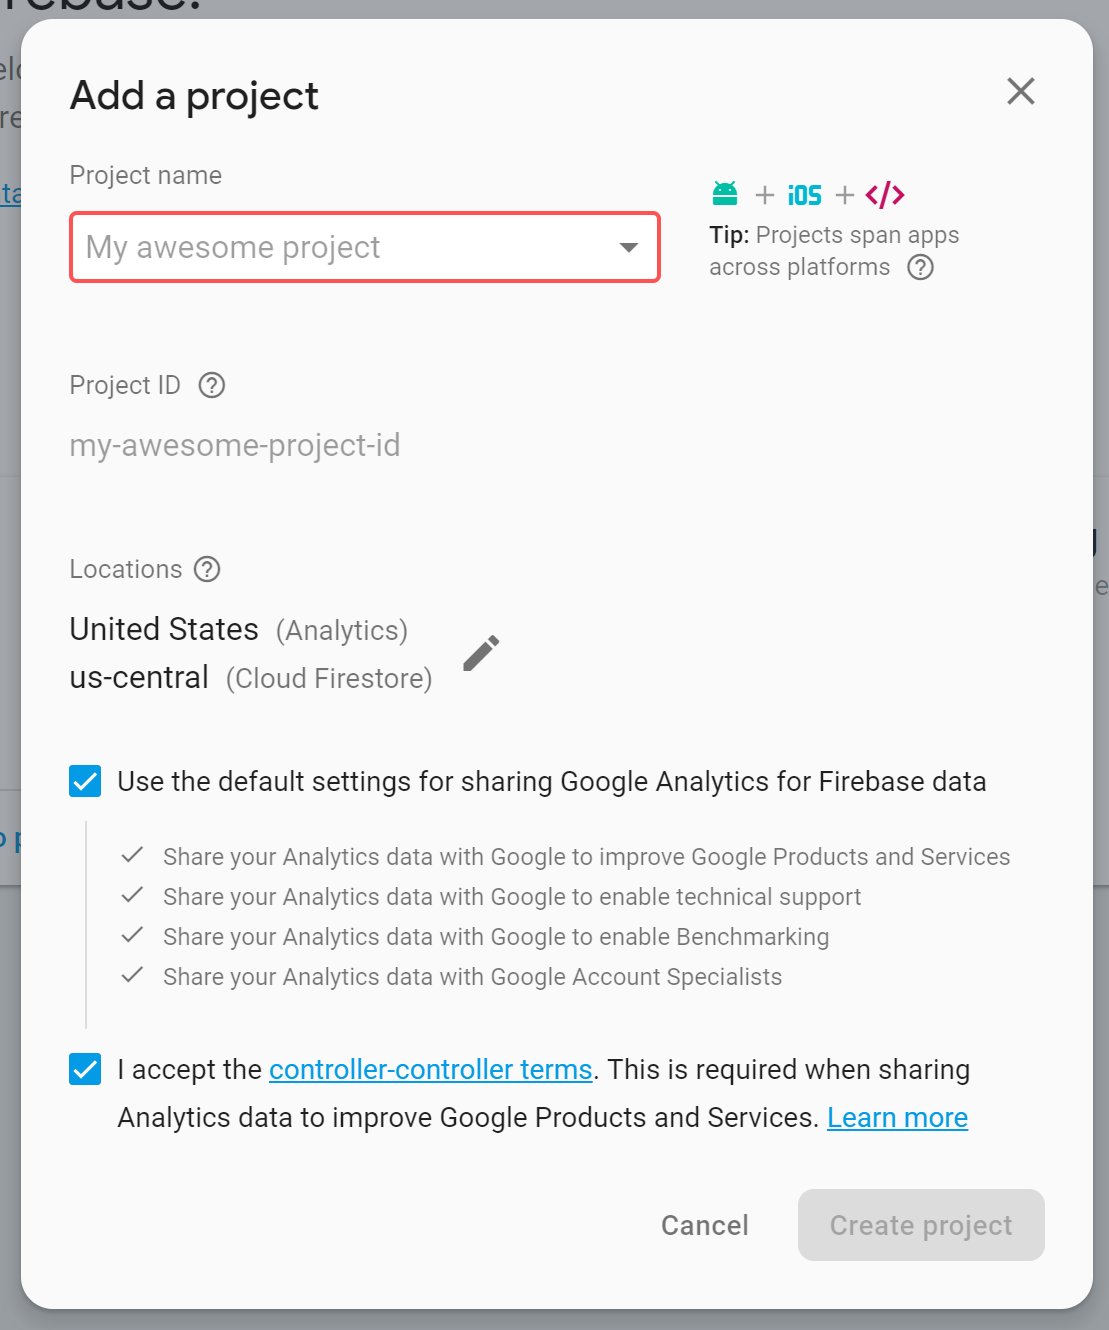 Add a project
Project name
My awesome project
iOS
Tip: Projects span apps
across platforms
Project ID
my-awesome-project-id
Locations
United States (Analytics)
us-central (Cloud Firestore)
Use the default settings for sharing Google Analytics for Firebase data
Share your Analytics data with Google to improve Google Products and Services
Share your Analytics data with Google to enable technical support
Share your Analytics data with Google to enable Benchmarking
Share your Analytics data with Google Account Specialists
I accept the controller-controller terms. This is required when sharing
Analytics data to improve Google Products and Services. Learn more
Cancel
Create project